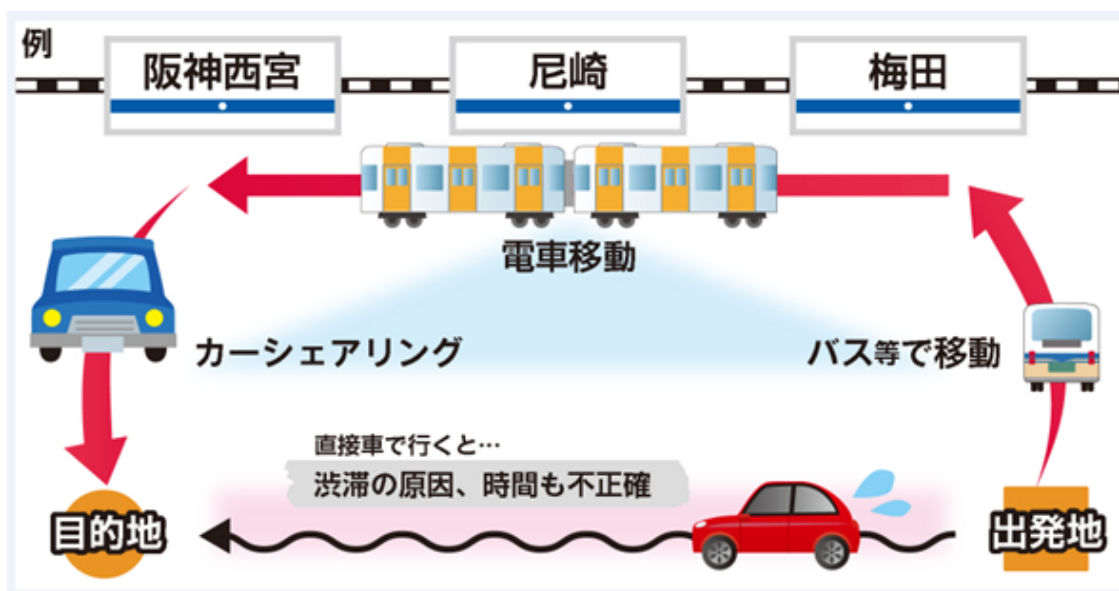 例
阪神西宮
尼崎
梅田
電車移動
カーシェアリング
バス等で移動
直接車で行くと…
渋滞の原因、時間も不正確
目的地
出発地